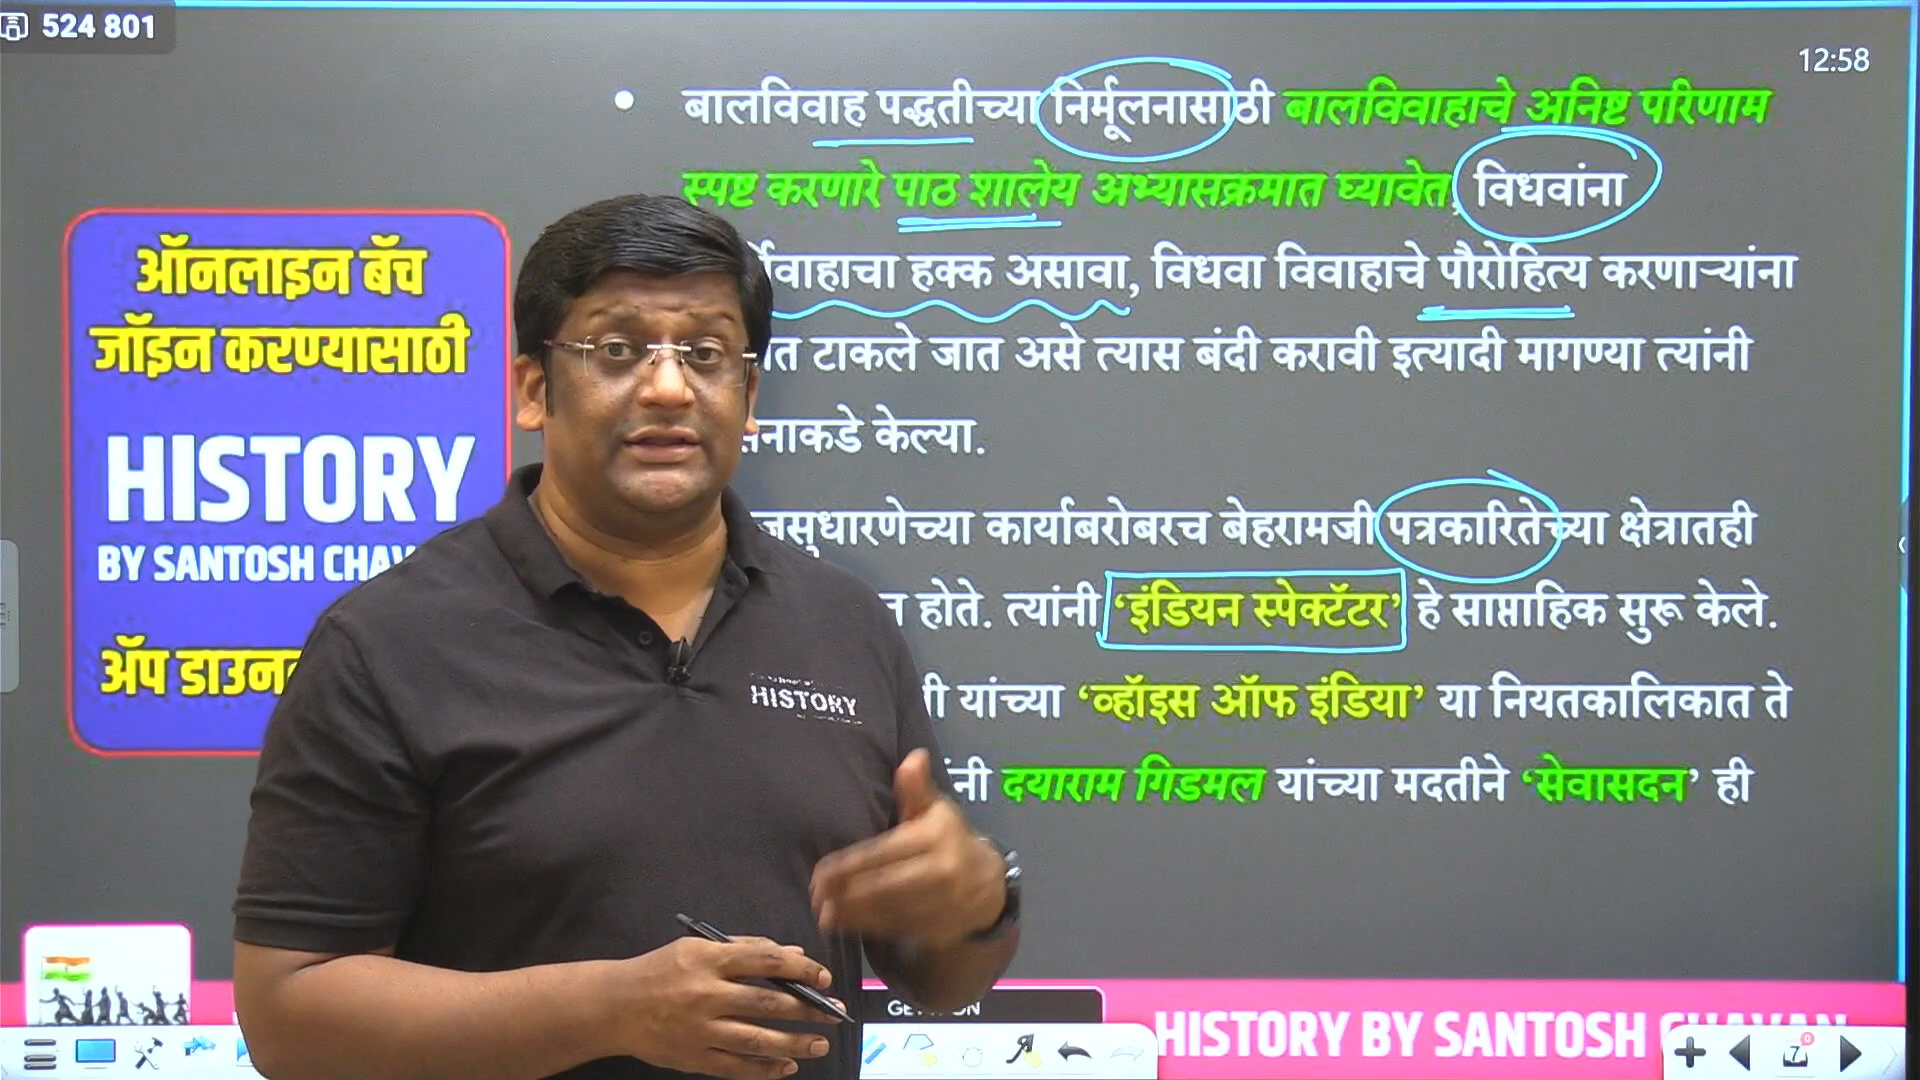 524 801
12:58
बालविवाह पद्धतीच्या निर्मूलनासाठी बालविवाहाचे अनिष्ट परिणाम
स्पष्ट करणारे पाठ शालेय अभ्यासक्रमात घ्यावेत, विधवांना
हक्क असावा, विधवा विवाहाचे पौरोहित्य करणाऱ्यांना
टाकले जात असे त्यास बंदी करावी इत्यादी मागण्या त्यांनी
केल्या.
कार्याबरोबरच बेहरामजी पत्रकारितेच्या क्षेत्रातही
होते. त्यांनी ‘इंडियन स्पेक्टॅटर’ हे साप्ताहिक सुरू केले.
यांच्या ‘व्हॉइस ऑफ इंडिया’ या नियतकालिकात ते
दयाराम गिडमल यांच्या मदतीने ‘सेवासदन’ ही
ऑनलाइन बॅच
जॉइन करण्यासाठी
HISTORY
BY SANTOSH
ॲप
HISTORY
HISTORY BY SANTOSH